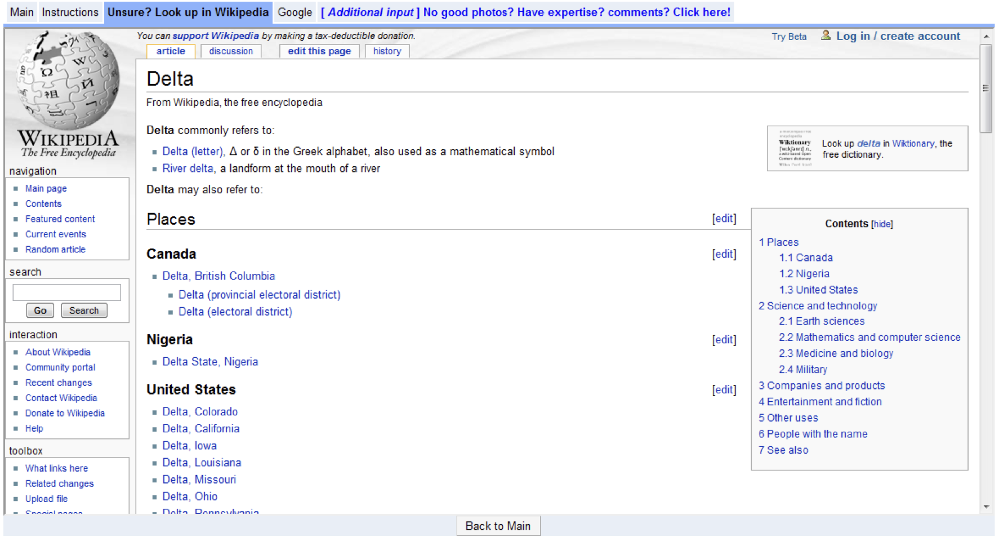 Main Instructions Unsure? Look up in Wikipedia Google [ Additional input ] No good photos? Have expertise? comments? Click here!
You can support Wikipedia by making a tax-deductible donation.
Try Beta Log in / create account
article discussion edit this page history
WIKIPEDIA
The Free Encyclopedia
navigation
Main page
Contents
Featured content
Current events
Random article
search
Go Search
interaction
About Wikipedia
Community portal
Recent changes
Contact Wikipedia
Donate to Wikipedia
Help
toolbox
What links here
Related changes
Upload file
Special pages
Delta
From Wikipedia, the free encyclopedia
Delta commonly refers to:
Delta (letter), Δ or δ in the Greek alphabet, also used as a mathematical symbol
River delta, a landform at the mouth of a river
Delta may also refer to:
Wiktionary
Look up delta in Wiktionary, the
free dictionary.
Places [edit]
Canada [edit]
Delta, British Columbia
Delta (provincial electoral district)
Delta (electoral district)
Nigeria [edit]
Delta State, Nigeria
United States [edit]
Delta, Colorado
Delta, California
Delta, Iowa
Delta, Louisiana
Delta, Missouri
Delta, Ohio
Delta, Pennsylvania
Contents [hide]
1 Places
1.1 Canada
1.2 Nigeria
1.3 United States
2 Science and technology
2.1 Earth sciences
2.2 Mathematics and computer science
2.3 Medicine and biology
2.4 Military
3 Companies and products
4 Entertainment and fiction
5 Other uses
6 People with the name
7 See also
Back to Main